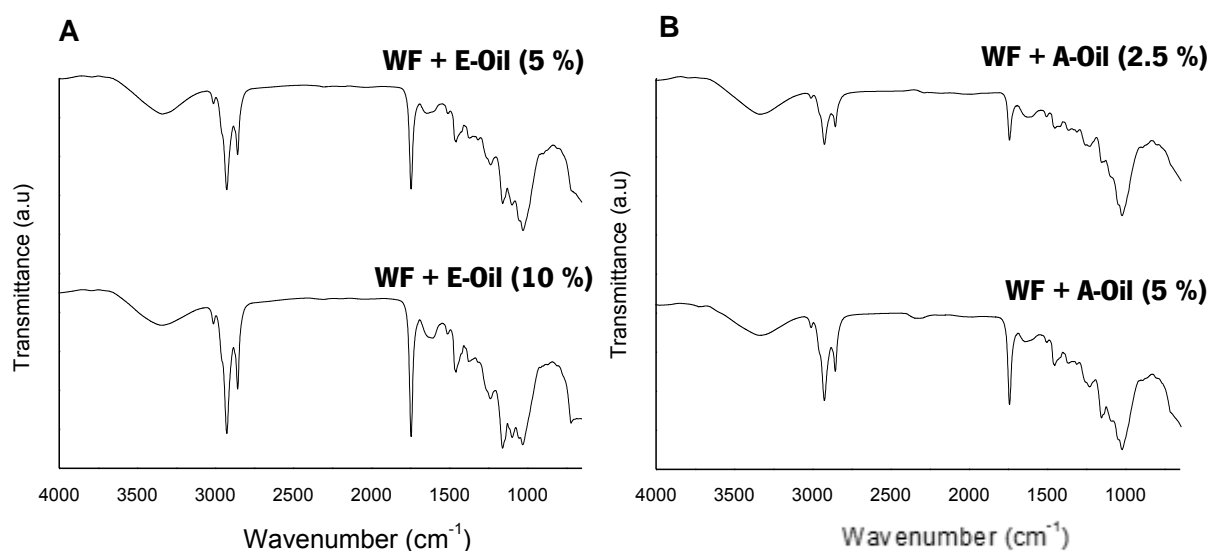 A
WF + E-Oil (5 %)
WF + E-Oil (10 %)
Transmittance (a.u)
4000 3500 3000 2500 2000 1500 1000
Wavenumber (cm⁻¹)
B
WF + A-Oil (2.5 %)
WF + A-Oil (5 %)
Transmittance (a.u)
4000 3500 3000 2500 2000 1500 1000
Wavenumber (cm⁻¹)